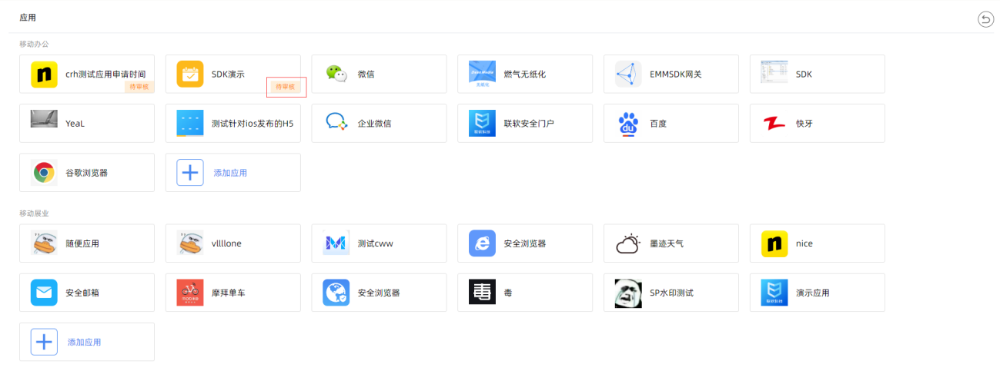 应用
移动办公
crh测试应用申请时间
待审核
SDK演示
待审核
微信
燃气无纸化
EMMSDK网关
SDK
YeaL
测试针对ios发布的H5
企业微信
联软安全门户
百度
快牙
谷歌浏览器
添加应用
移动展业
随便应用
vllllone
测试cww
安全浏览器
墨迹天气
nice
安全邮箱
摩拜单车
安全浏览器
毒
SP水印测试
演示应用
添加应用